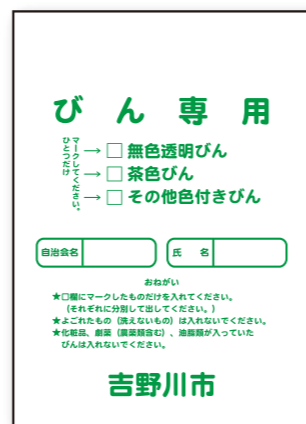 びん専用
ひとつだけ
マークしてください。
→ □ 無色透明びん
→ □ 茶色びん
→ □ その他色付きびん
自治会名
氏 名
おねがい
★□欄にマークしたものだけを入れてください。
(それぞれに分別して出してください。)
★よごれたもの(洗えないもの)は入れないでください。
★化粧品、劇薬(農薬類含む)、油脂類が入っていた
びんは入れないでください。
吉野川市